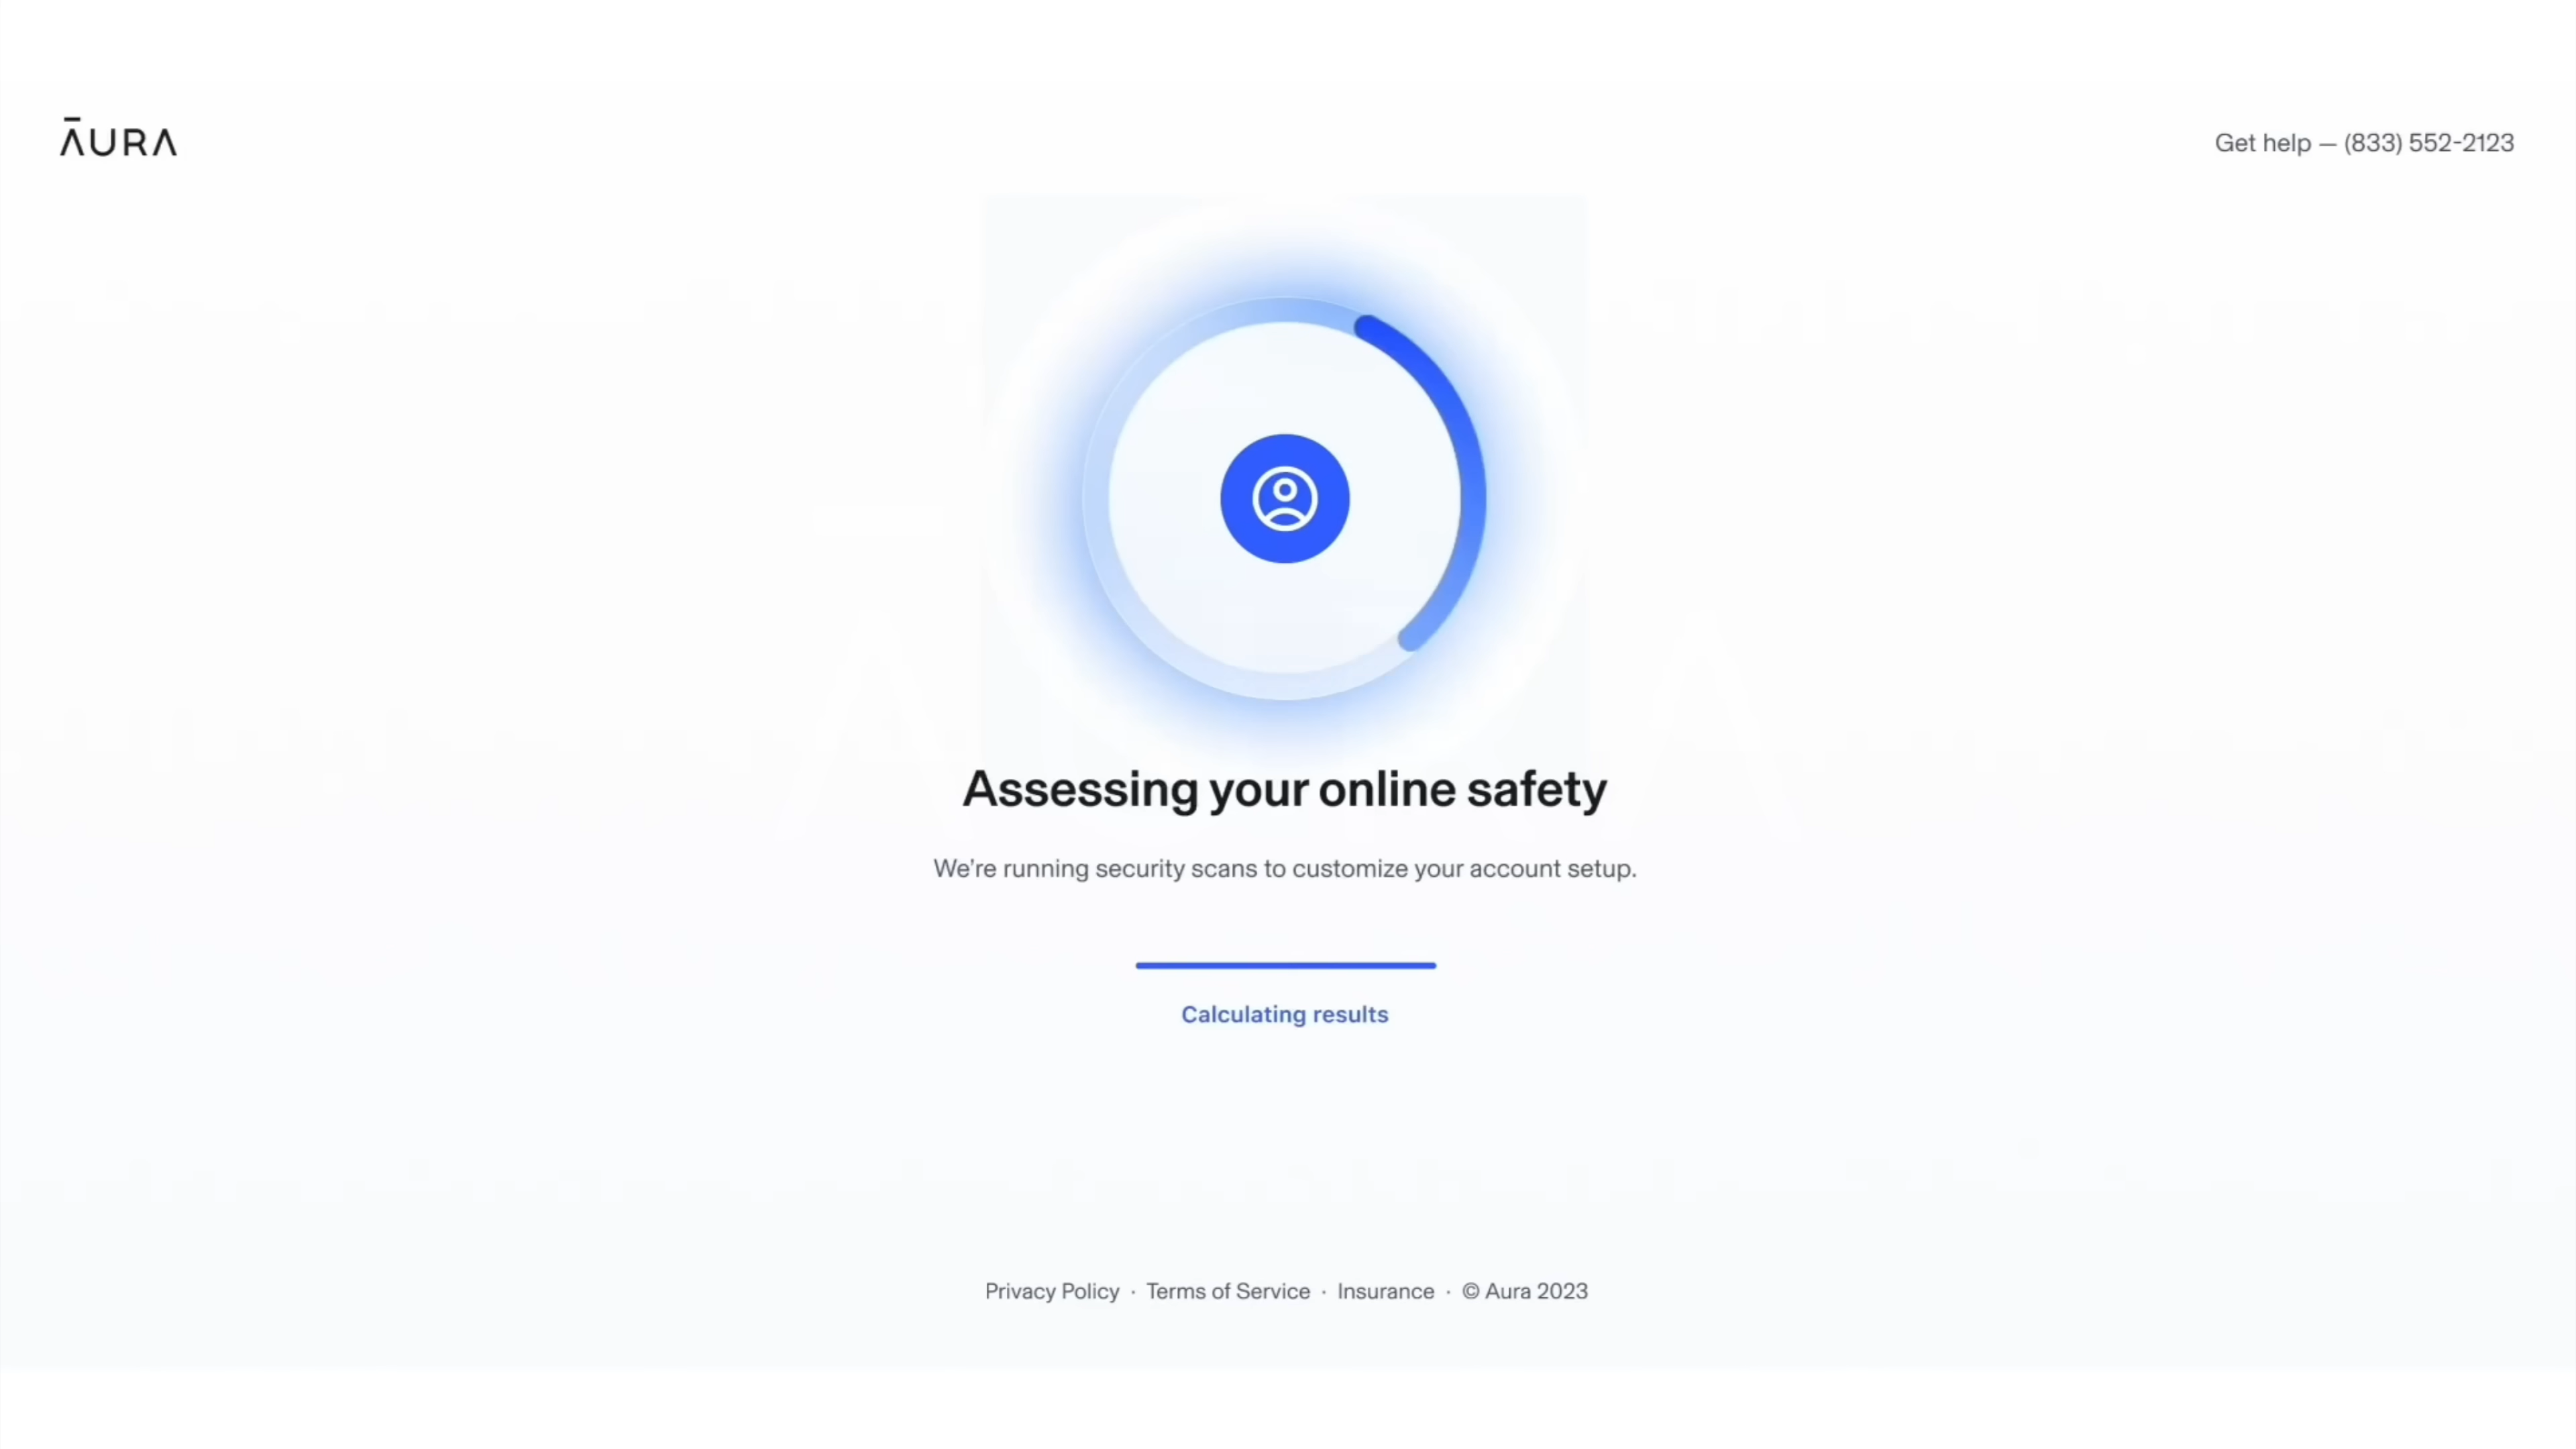 ĀURA
Get help — (833) 552-2123
Assessing your online safety
We're running security scans to customize your account setup.
Calculating results
Privacy Policy · Terms of Service · Insurance · © Aura 2023